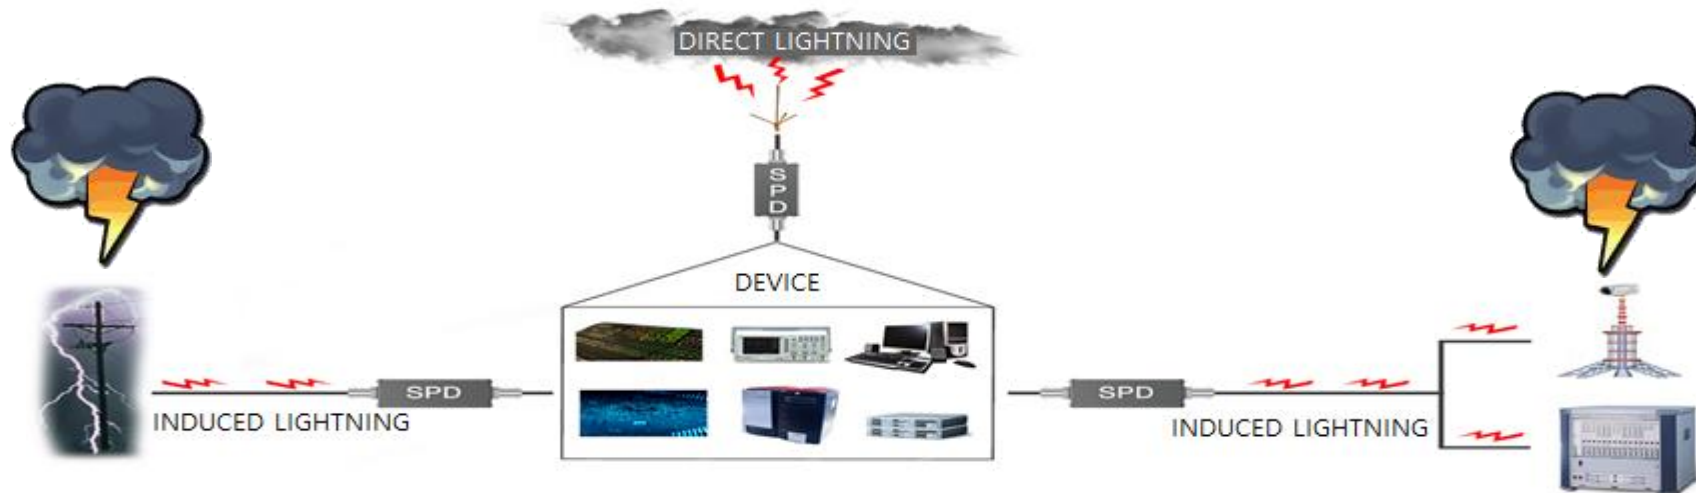 DIRECT LIGHTNING
SPD
DEVICE
SPD
SPD
INDUCED LIGHTNING
INDUCED LIGHTNING